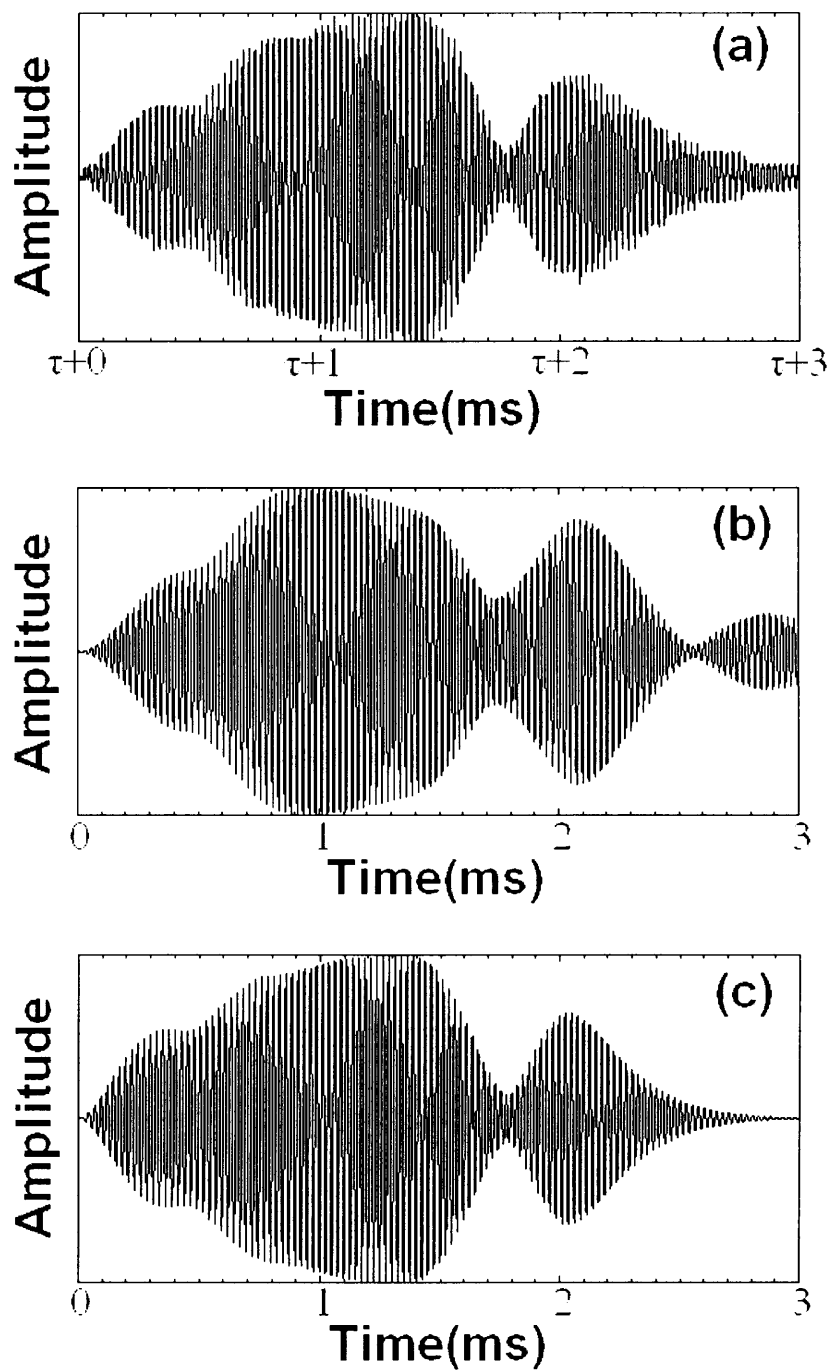 (a)
Amplitude
τ+0 τ+1 τ+2 τ+3
Time(ms)
(b)
Amplitude
0 1 2 3
Time(ms)
(c)
Amplitude
0 1 2 3
Time(ms)